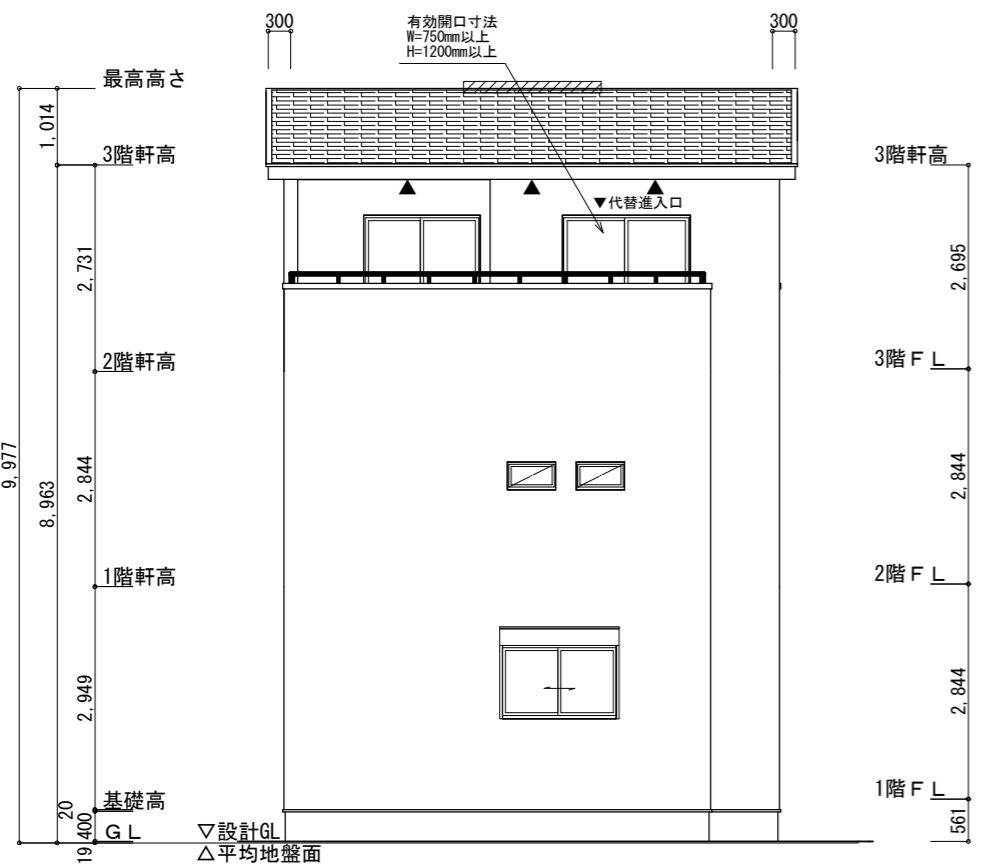 300
有効開口寸法
W=750mm以上
H=1200mm以上
300
最高高さ
1,014
3階軒高
3階軒高
▼代替進入口
2,731
2,695
2階軒高
3階ＦＬ
9,977
8,963
2,844
2,844
1階軒高
2階ＦＬ
2,949
2,844
基礎高
1階ＦＬ
20
400
ＧＬ
▽設計GL
561
19
△平均地盤面